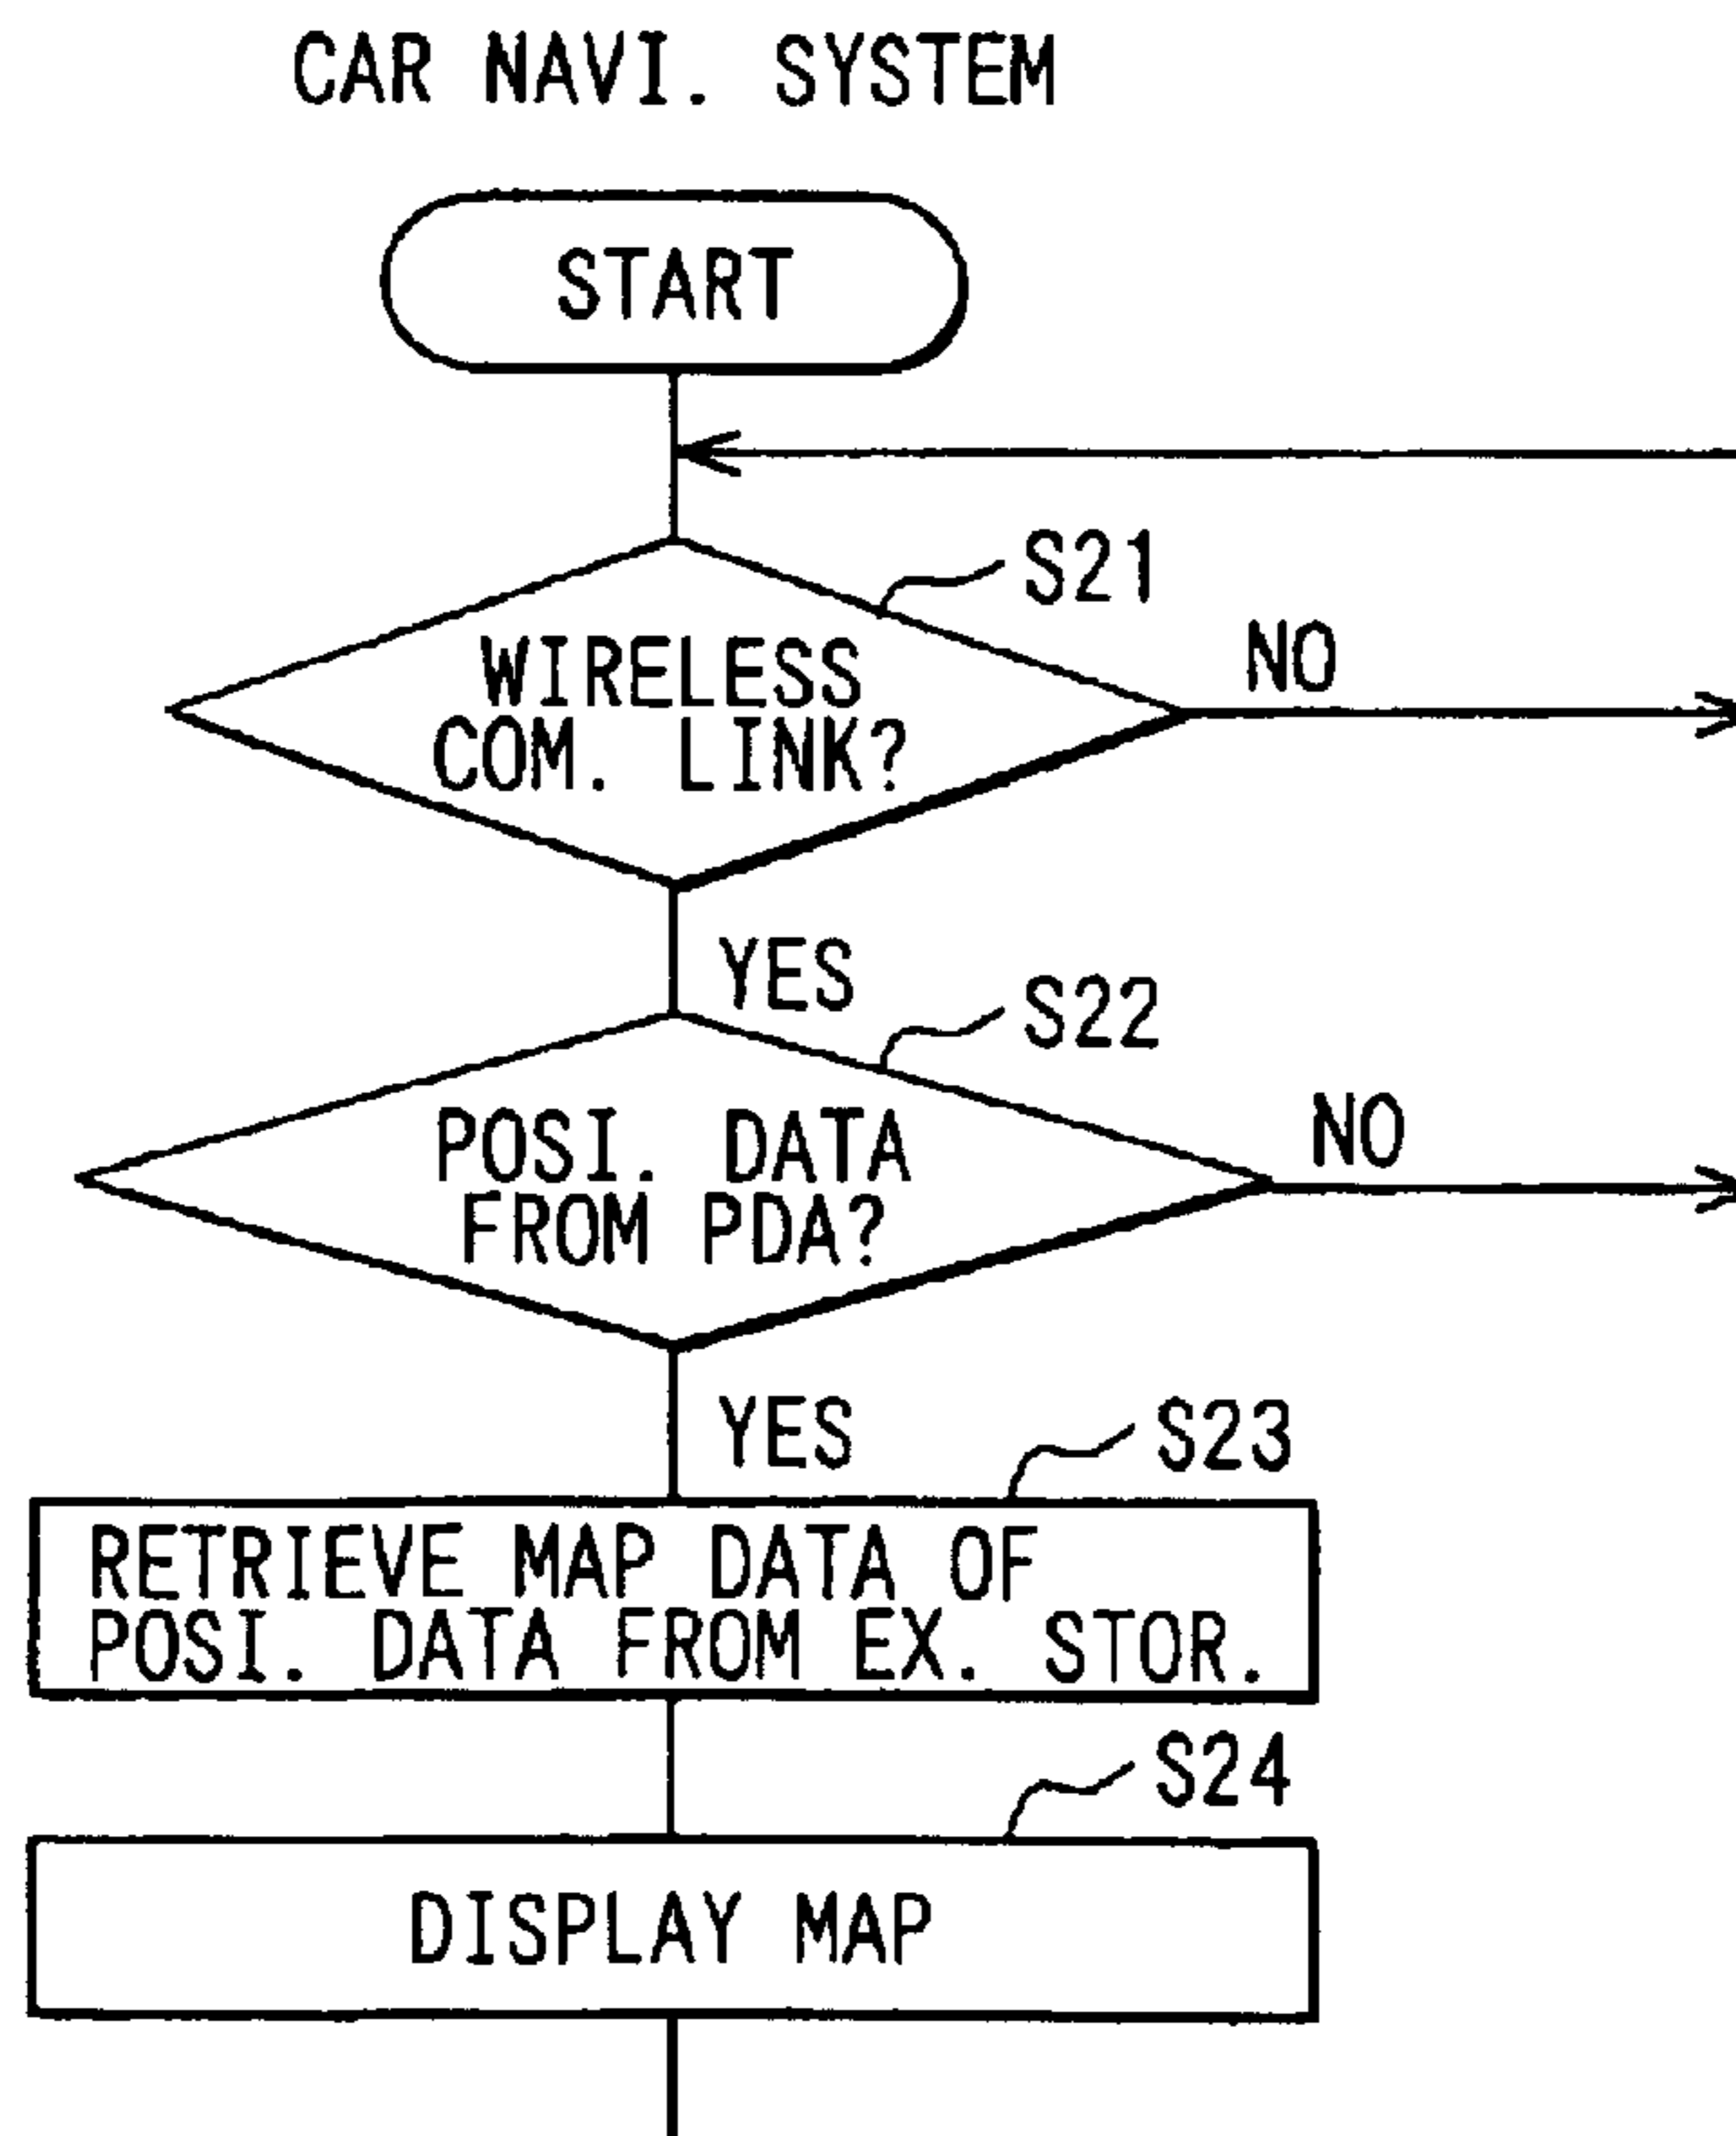 CAR NAVI. SYSTEM
START
S21
WIRELESS
COM. LINK?
NO
YES
S22
POSI. DATA
FROM PDA?
NO
YES
S23
RETRIEVE MAP DATA OF
POSI. DATA FROM EX. STOR.
S24
DISPLAY MAP